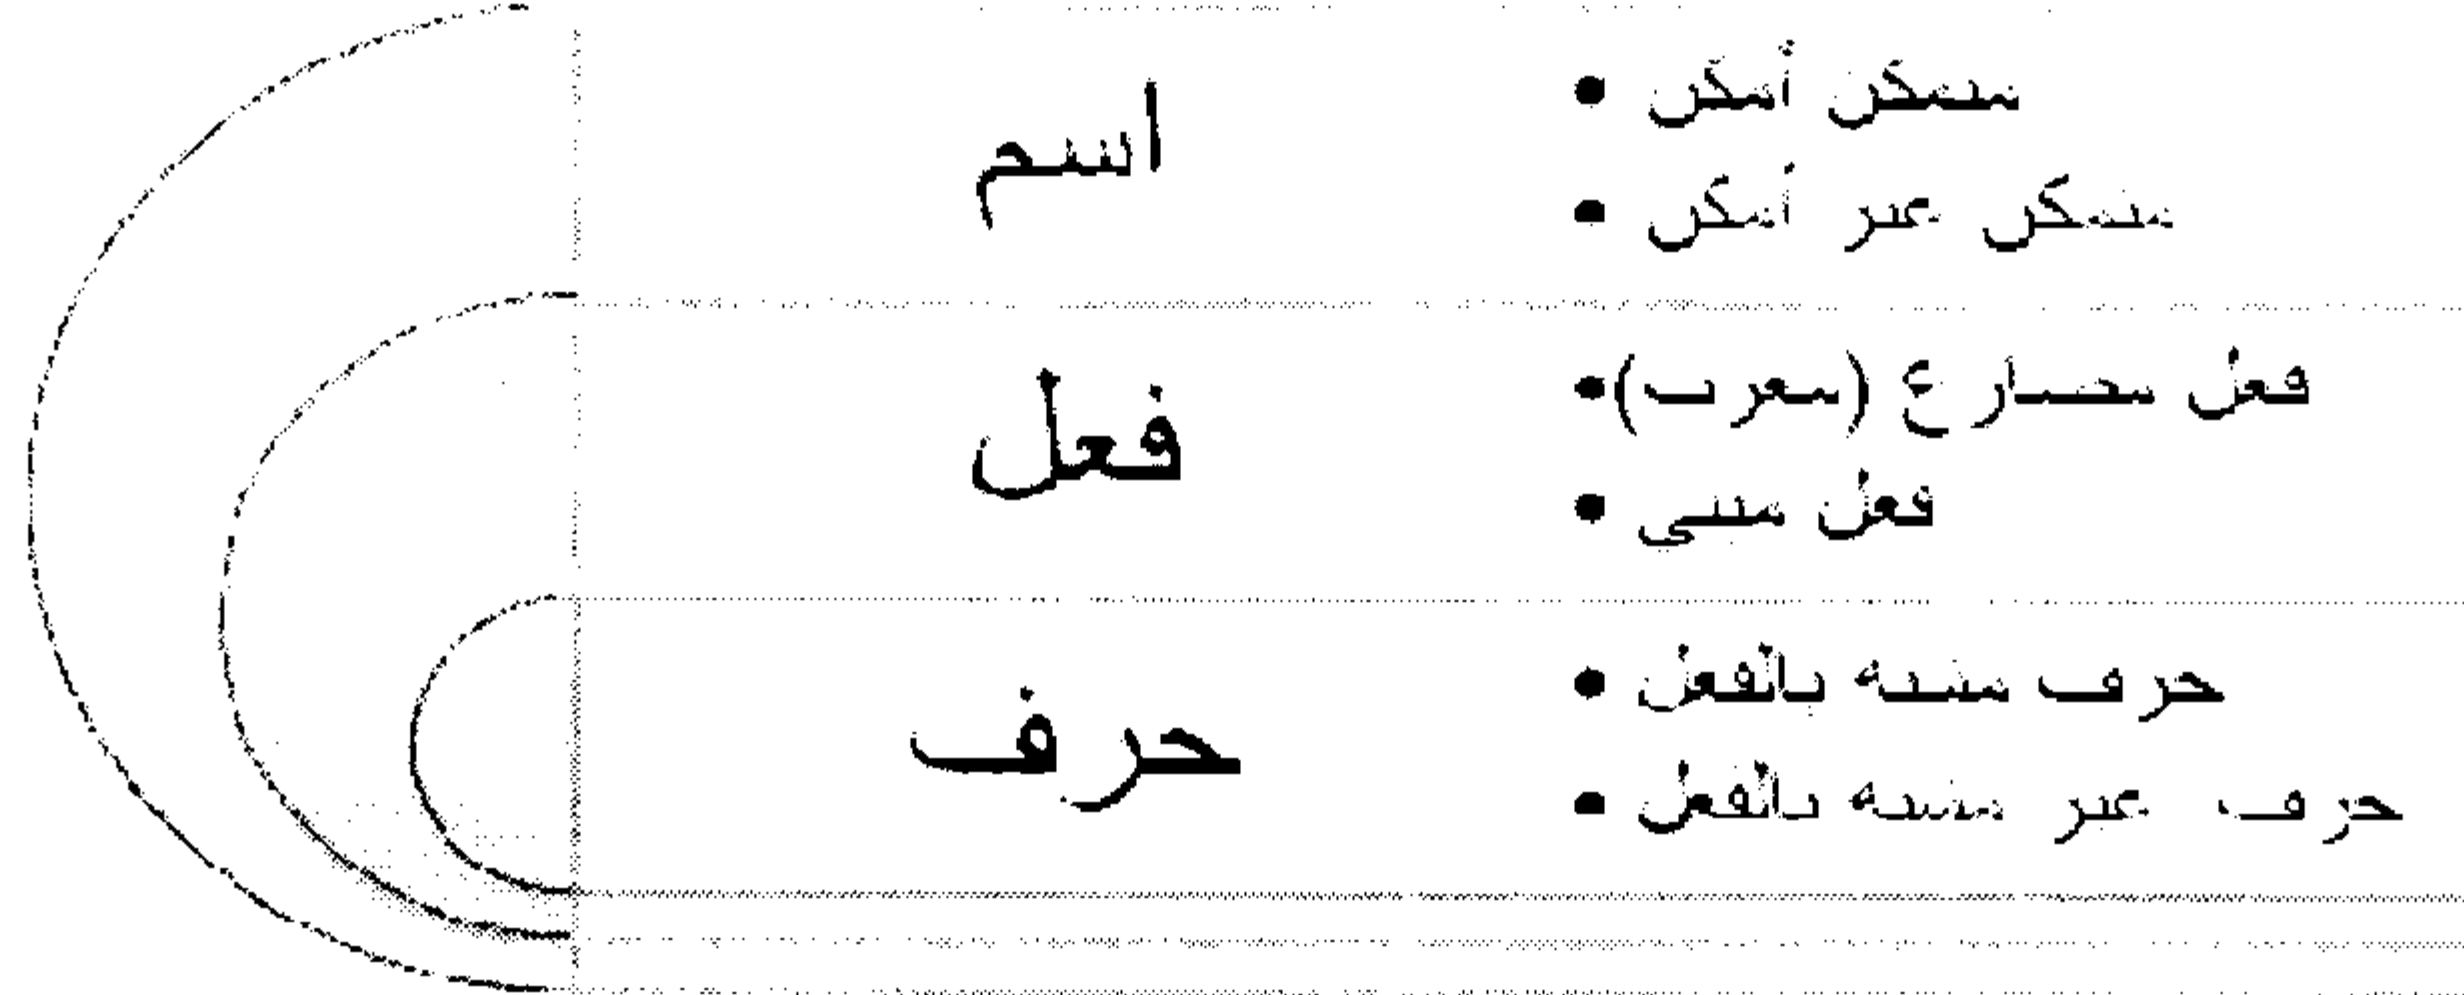 اسم
متمكن أمكن
متمكن غير أمكن
فعل
فعل مضارع (معرب)
فعل مبني
حرف
حرف مشبه بالفعل
حرف غير مشبه بالفعل